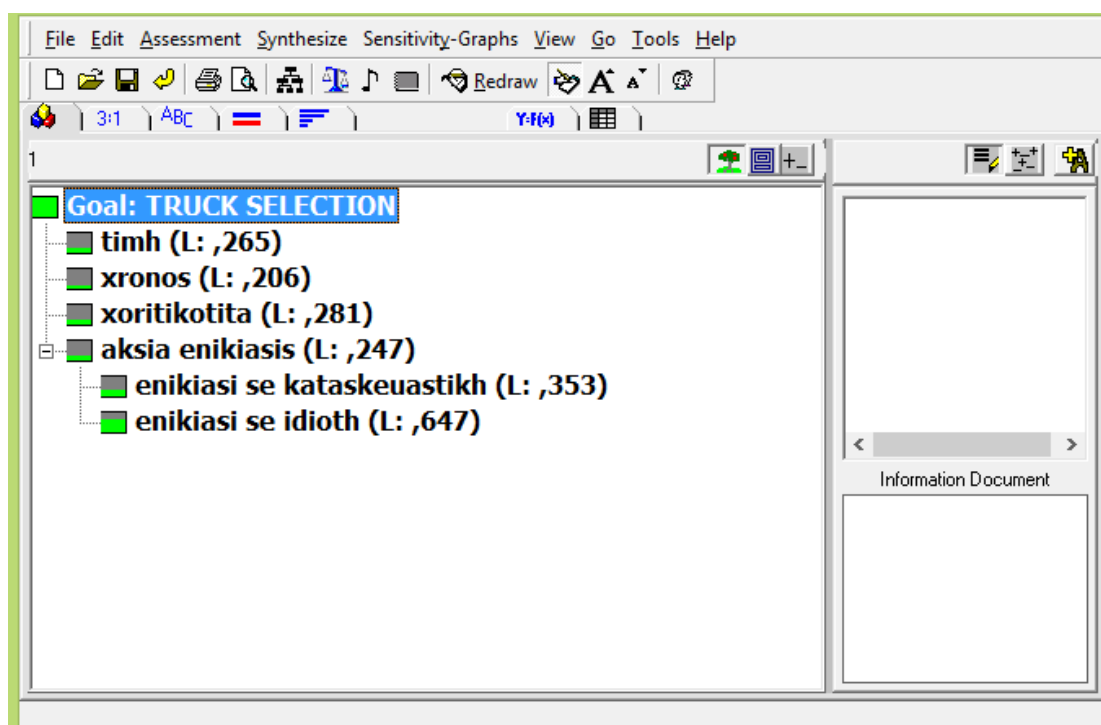 File Edit Assessment Synthesize Sensitivity-Graphs View Go Tools Help
Redraw A A
3:1 ABC Y=F(x)
1
+-
Goal: TRUCK SELECTION
timh (L: ,265)
xronos (L: ,206)
xoritikotita (L: ,281)
aksia enikiasis (L: ,247)
enikiasi se kataskeuastikh (L: ,353)
enikiasi se idioth (L: ,647)
Information Document